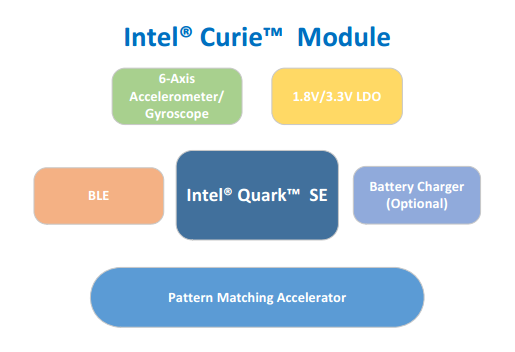 Intel® Curie™ Module
6-Axis
Accelerometer/
Gyroscope
1.8V/3.3V LDO
BLE
Intel® Quark™ SE
Battery Charger
(Optional)
Pattern Matching Accelerator